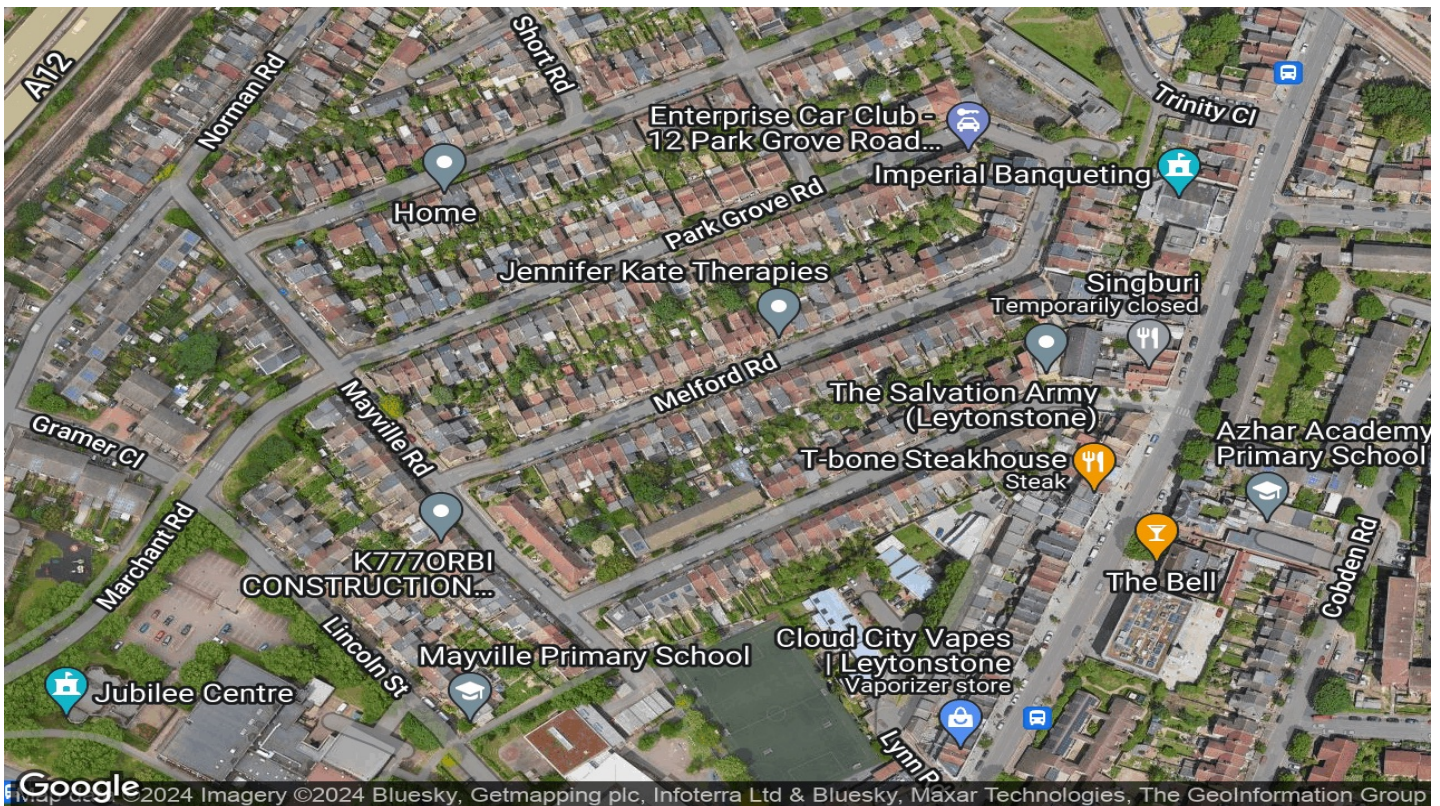 A12
Norman Rd
Short Rd
Trinity Cl
Enterprise Car Club -
12 Park Grove Road...
Imperial Banqueting
Home
Park Grove Rd
Jennifer Kate Therapies
Singburi
Temporarily closed
Melford Rd
Mayville Rd
The Salvation Army
(Leytonstone)
Gramer Cl
T-bone Steakhouse
Steak
Azhar Academy
Primary School
Marchant Rd
K777ORBI
CONSTRUCTION...
The Bell
Cobden Rd
Lincoln St
Mayville Primary School
Cloud City Vapes
| Leytonstone
Vaporizer store
Jubilee Centre
Lynn
Google
Map data ©2024 Imagery ©2024 Bluesky, Getmapping plc, Infoterra Ltd & Bluesky, Maxar Technologies, The GeoInformation Group